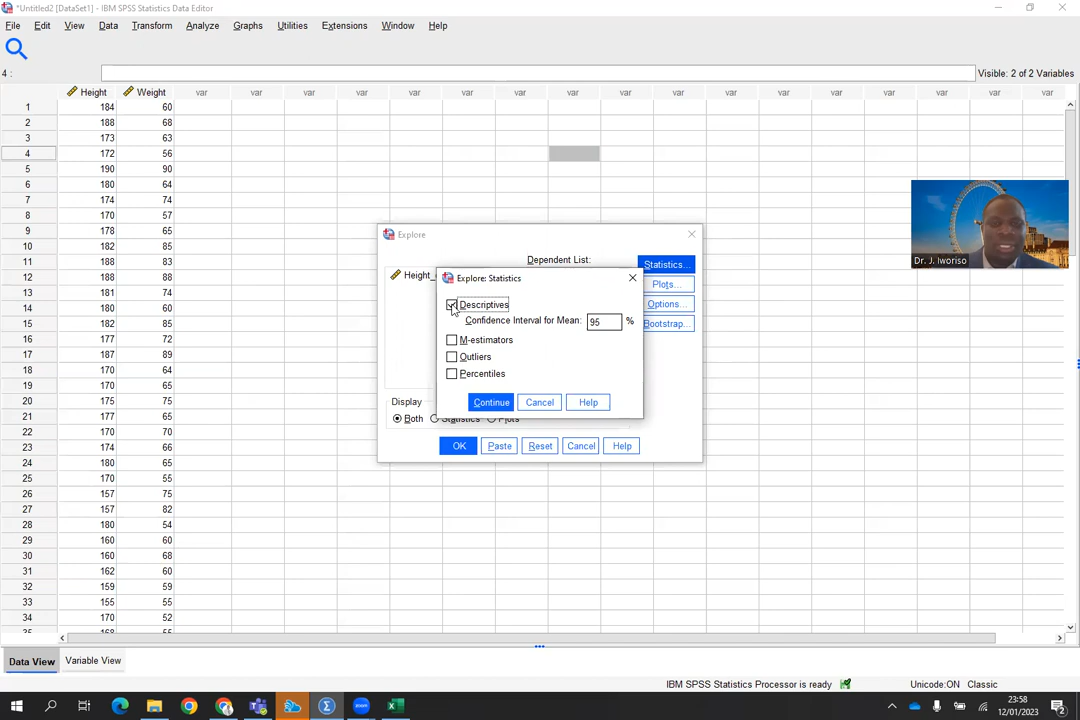 *Untitled2 [DataSet1] - IBM SPSS Statistics Data Editor
File Edit View Data Transform Analyze Graphs Utilities Extensions Window Help
4 :
Visible: 2 of 2 Variables
Height Weight var var var var var var var var var var var var var var var var
1 184 60
2 188 68
3 173 63
4 172 56
5 190 90
6 180 64
7 174 74
8 170 57
9 178 65
10 182 85
11 188 83
12 188 88
13 181 74
14 180 60
15 182 85
16 177 72
17 187 89
18 170 64
19 170 65
20 175 75
21 177 65
22 170 70
23 174 66
24 180 65
25 170 55
26 157 75
27 157 82
28 180 54
29 160 60
30 160 68
31 162 60
32 159 59
33 155 55
34 170 52
35 168 55
Dr. J. Iworiso
Explore
Dependent List:
Height_
Statistics...
Plots...
Options...
Bootstrap...
Explore: Statistics
Descriptives
Confidence Interval for Mean: 95 %
M-estimators
Outliers
Percentiles
Continue Cancel Help
Display
Both Statistics Plots
OK Paste Reset Cancel Help
Data View Variable View
IBM SPSS Statistics Processor is ready Unicode:ON Classic
23:58
12/01/2023
2